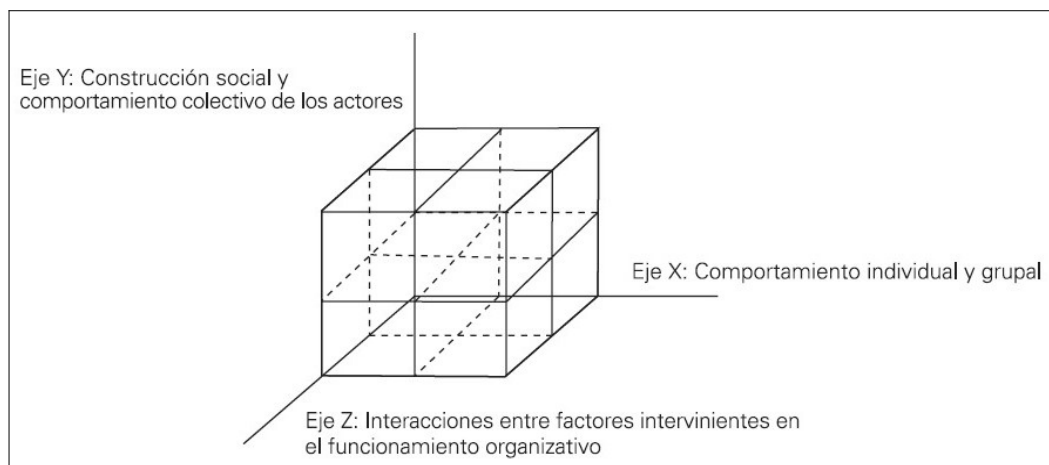 Eje Y: Construcción social y
comportamiento colectivo de los actores
Eje X: Comportamiento individual y grupal
Eje Z: Interacciones entre factores intervinientes en
el funcionamiento organizativo